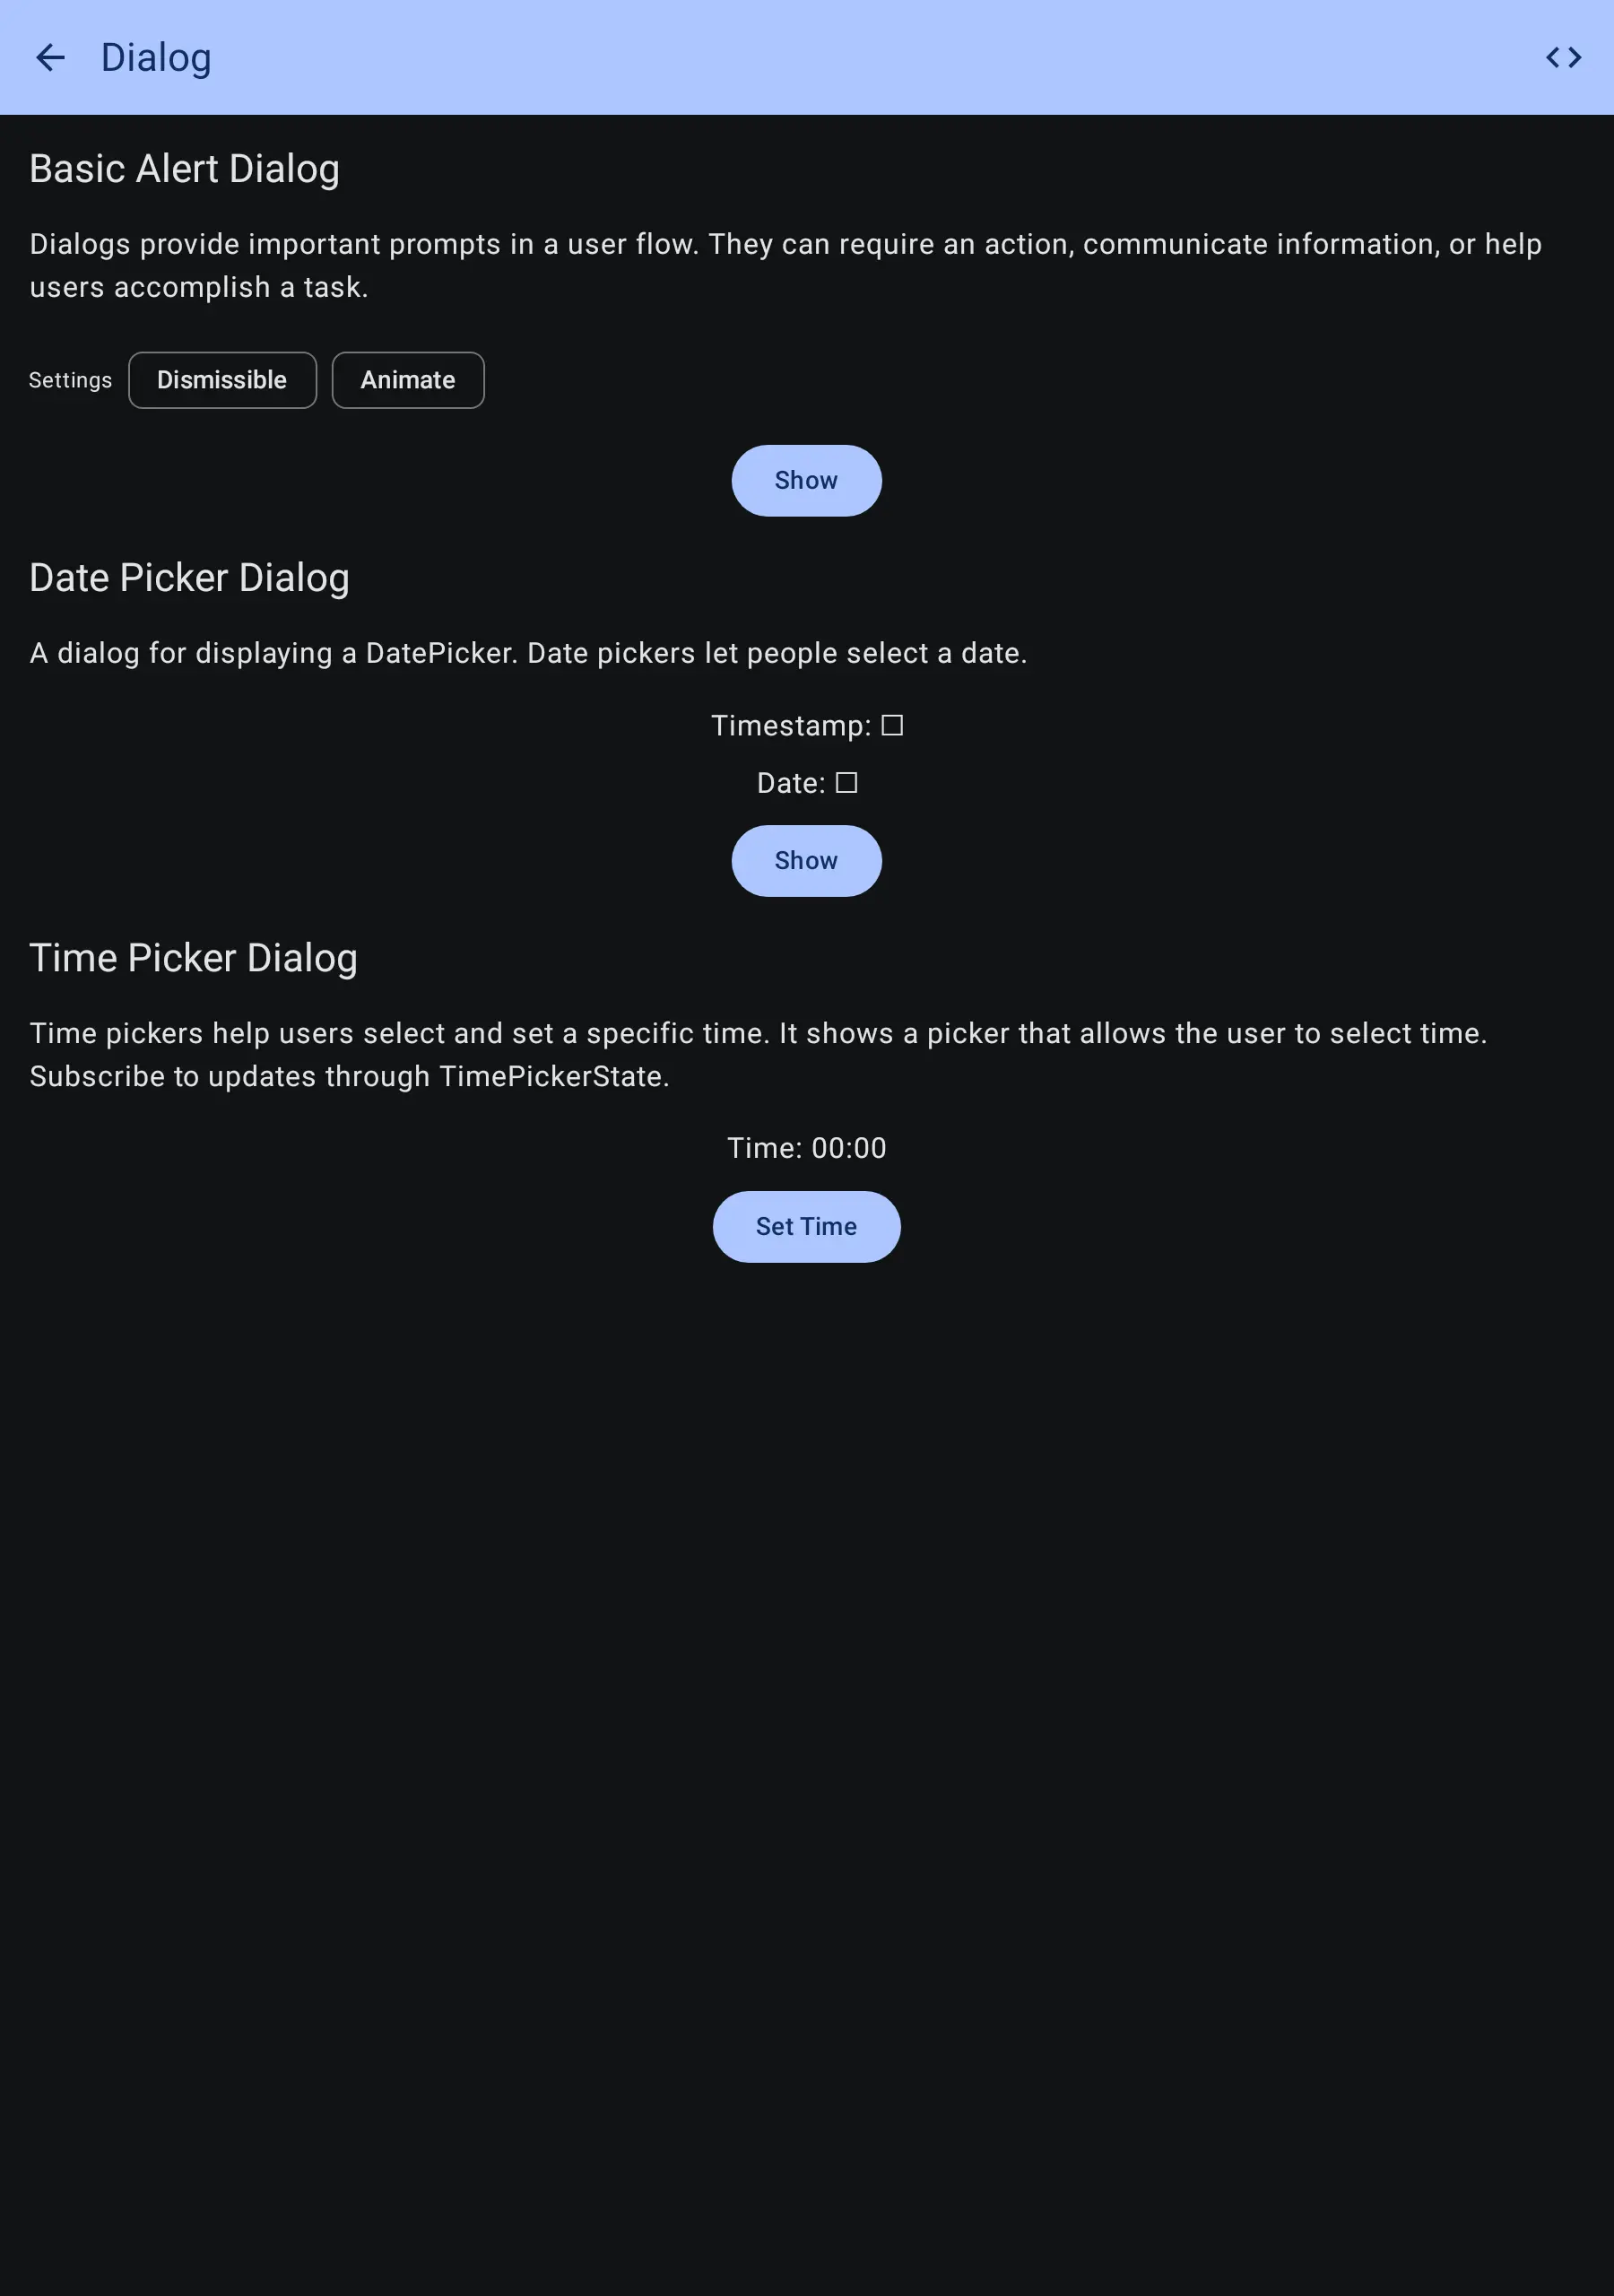 Dialog
Basic Alert Dialog
Dialogs provide important prompts in a user flow. They can require an action, communicate information, or help
users accomplish a task.
Settings Dismissible Animate
Show
Date Picker Dialog
A dialog for displaying a DatePicker. Date pickers let people select a date.
Timestamp: □
Date: □
Show
Time Picker Dialog
Time pickers help users select and set a specific time. It shows a picker that allows the user to select time.
Subscribe to updates through TimePickerState.
Time: 00:00
Set Time